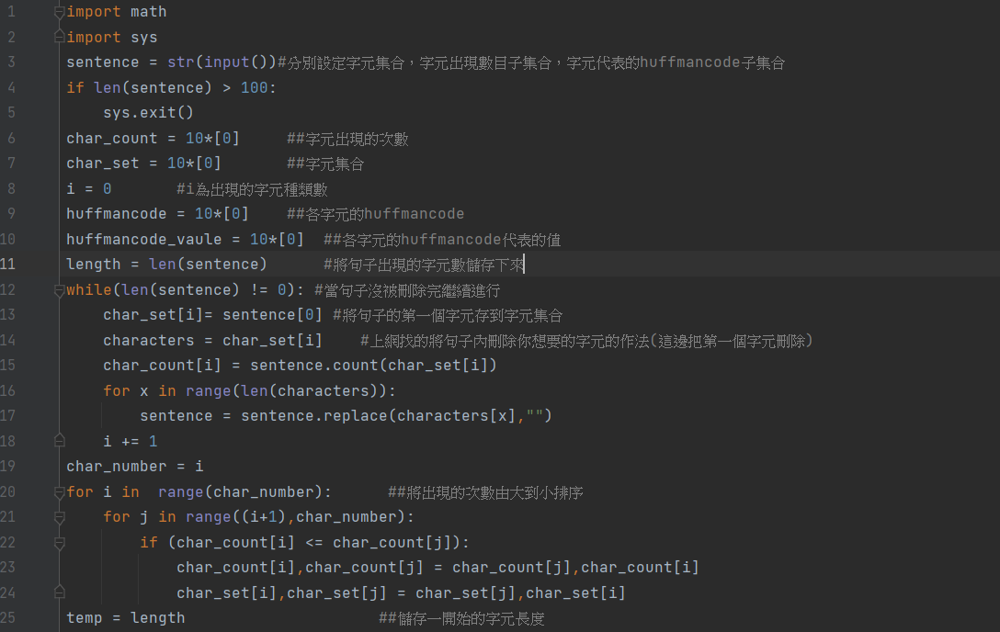 1 import math
2 import sys
3 sentence = str(input())#分別設定字元集合，字元出現數目子集合，字元代表的huffmancode子集合
4 if len(sentence) > 100:
5 sys.exit()
6 char_count = 10*[0] ##字元出現的次數
7 char_set = 10*[0] ##字元集合
8 i = 0 #i為出現的字元種類數
9 huffmancode = 10*[0] ##各字元的huffmancode
10 huffmancode_vaule = 10*[0] ##各字元的huffmancode代表的值
11 length = len(sentence) #將句子出現的字元數儲存下來
12 while(len(sentence) != 0): #當句子沒被刪除完繼續進行
13 char_set[i]= sentence[0] #將句子的第一個字元存到字元集合
14 characters = char_set[i] #上網找的將句子內刪除你想要的字元的作法(這邊把第一個字元刪除)
15 char_count[i] = sentence.count(char_set[i])
16 for x in range(len(characters)):
17 sentence = sentence.replace(characters[x],"")
18 i += 1
19 char_number = i
20 for i in  range(char_number): ##將出現的次數由大到小排序
21 for j in range((i+1),char_number):
22 if (char_count[i] <= char_count[j]):
23 char_count[i],char_count[j] = char_count[j],char_count[i]
24 char_set[i],char_set[j] = char_set[j],char_set[i]
25 temp = length ##儲存一開始的字元長度